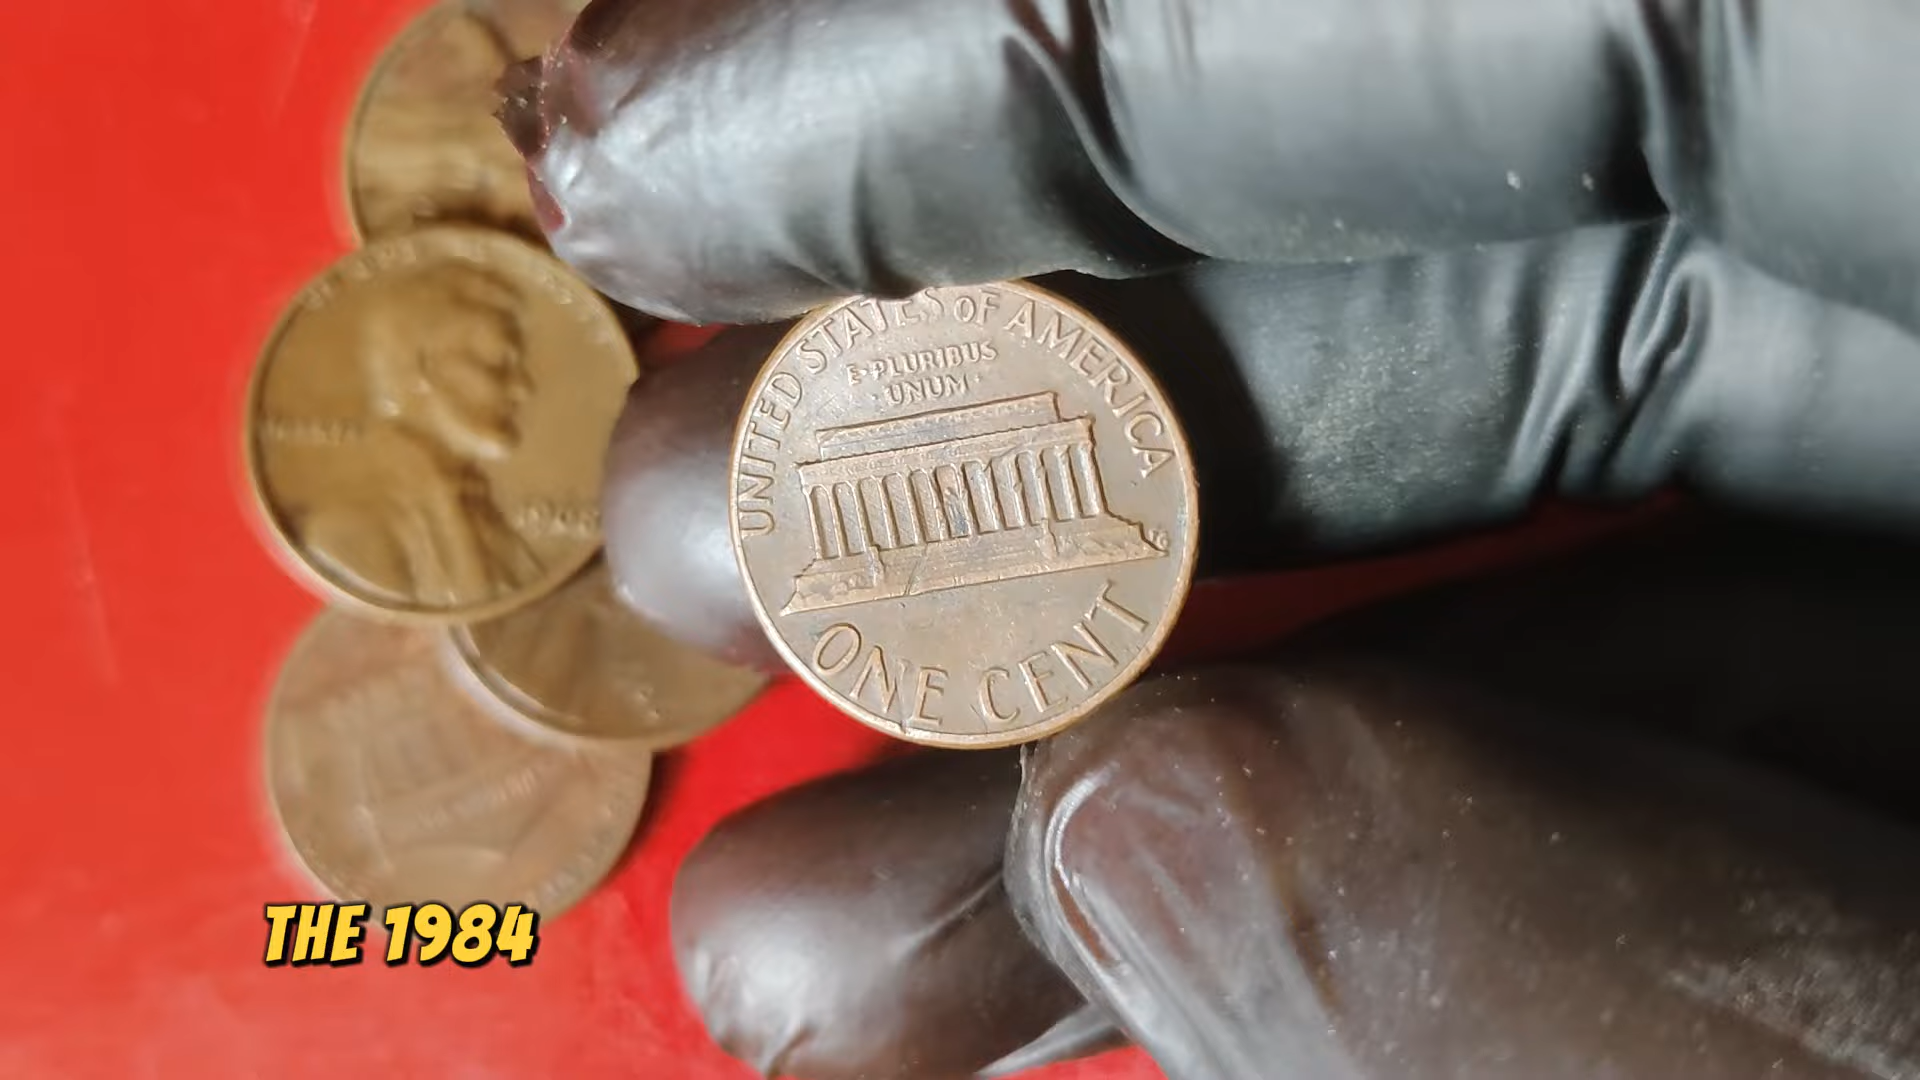 UNITED STATES OF AMERICA
E·PLURIBUS
UNUM·
ONE CENT
THE 1984